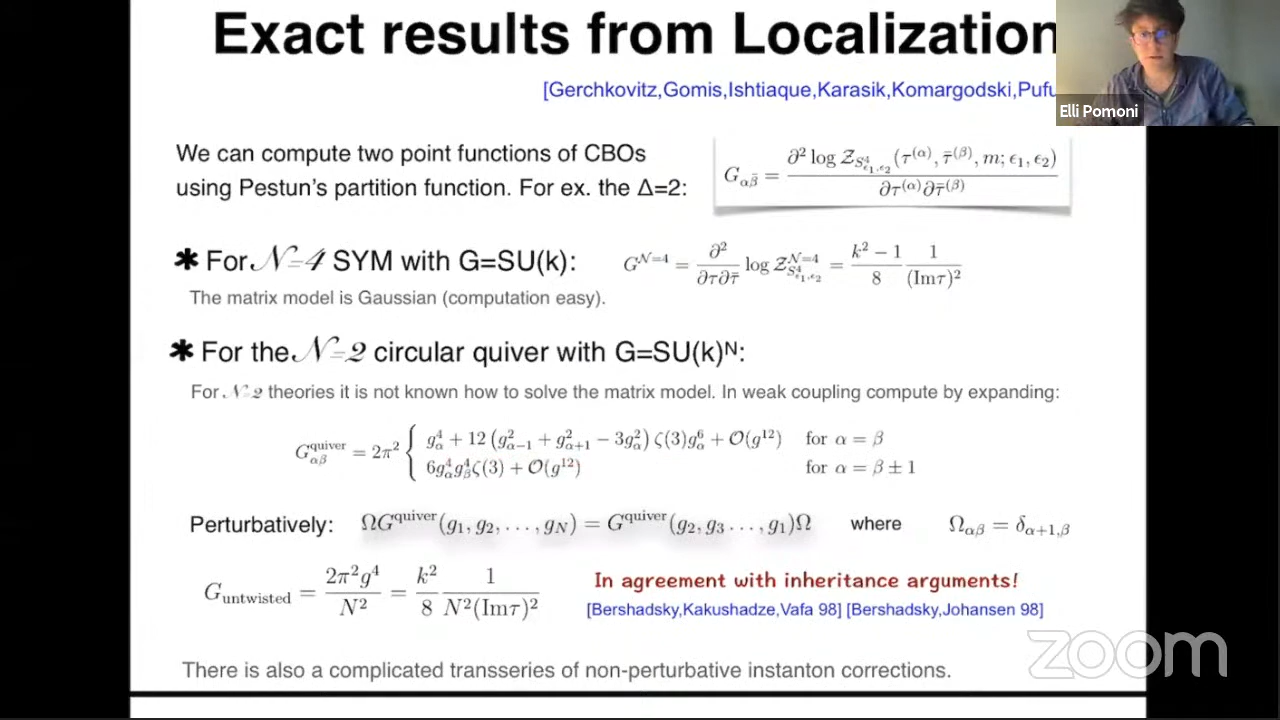 Exact results from Localization
[Gerchkovitz,Gomis,Ishtiaque,Karasik,Komargodski,Pufu
Elli Pomoni
We can compute two point functions of CBOs
using Pestun's partition function. For ex. the Δ=2:
G_{αβ̄} = ∂² log Z_{S⁴_{ϵ₁,ϵ₂}}(τ^{(α)}, τ̄^{(β)}, m; ϵ₁, ϵ₂) / ∂τ^{(α)}∂τ̄^{(β)}
✱ For N=4 SYM with G=SU(k): G^{N=4} = ∂²/∂τ∂τ̄ log Z^{N=4}_{S⁴_{ϵ₁,ϵ₂}} = (k² − 1)/8 1/(Imτ)²
The matrix model is Gaussian (computation easy).
✱ For the N=2 circular quiver with G=SU(k)ᴺ:
For N=2 theories it is not known how to solve the matrix model. In weak coupling compute by expanding:
G^{quiver}_{αβ} = 2π² { g_α⁴ + 12 (g²_{α−1} + g²_{α+1} − 3g²_α) ζ(3)g_α⁶ + O(g¹²) for α = β
6g_α⁴g_β⁴ζ(3) + O(g¹²) for α = β ± 1
Perturbatively: ΩG^{quiver}(g₁, g₂, . . . , g_N) = G^{quiver}(g₂, g₃ . . . , g₁)Ω where Ω_{αβ} = δ_{α+1,β}
G_{untwisted} = 2π²g⁴/N² = k²/8 1/N²(Imτ)²
In agreement with inheritance arguments!
[Bershadsky,Kakushadze,Vafa 98] [Bershadsky,Johansen 98]
zoom
There is also a complicated transseries of non-perturbative instanton corrections.